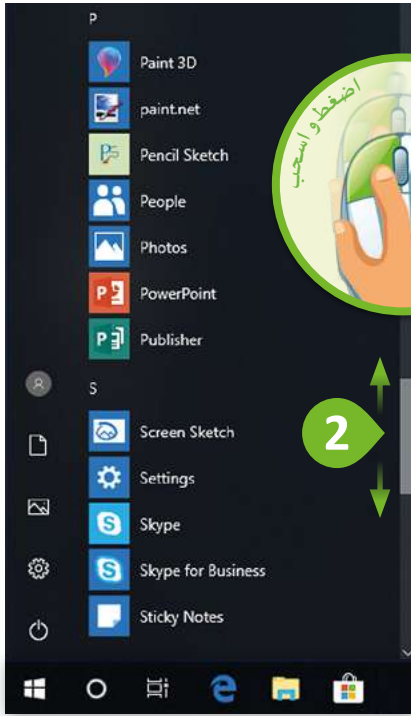 P
Paint 3D
paint.net
Pencil Sketch
People
Photos
PowerPoint
Publisher
S
Screen Sketch
Settings
Skype
Skype for Business
Sticky Notes
اضغط واسحب
2